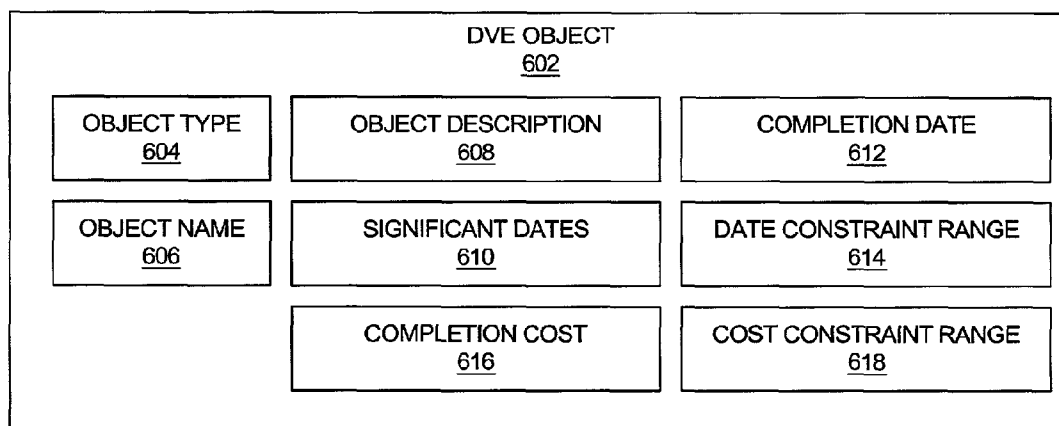 DVE OBJECT
602
OBJECT TYPE
604
OBJECT DESCRIPTION
608
COMPLETION DATE
612
OBJECT NAME
606
SIGNIFICANT DATES
610
DATE CONSTRAINT RANGE
614
COMPLETION COST
616
COST CONSTRAINT RANGE
618